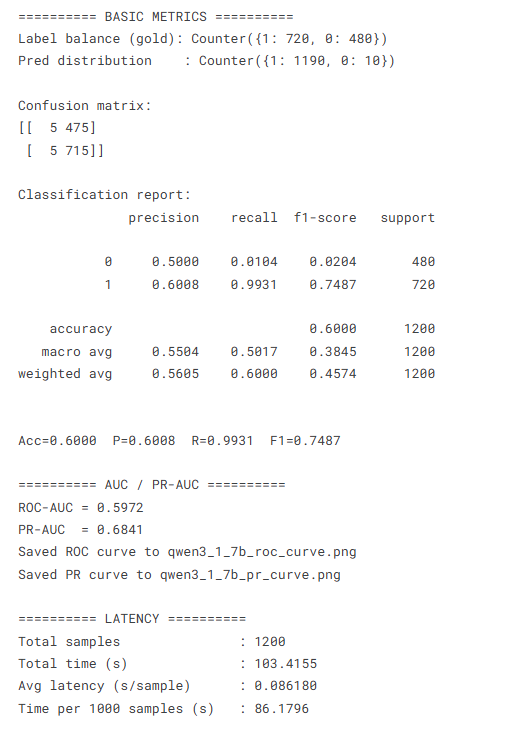 ========== BASIC METRICS ==========
Label balance (gold): Counter({1: 720, 0: 480})
Pred distribution    : Counter({1: 1190, 0: 10})

Confusion matrix:
[[  5 475]
 [  5 715]]

Classification report:
              precision    recall  f1-score   support

           0     0.5000    0.0104    0.0204       480
           1     0.6008    0.9931    0.7487       720

    accuracy                         0.6000      1200
   macro avg     0.5504    0.5017    0.3845      1200
weighted avg     0.5605    0.6000    0.4574      1200


Acc=0.6000  P=0.6008  R=0.9931  F1=0.7487

========== AUC / PR-AUC ==========
ROC-AUC = 0.5972
PR-AUC  = 0.6841
Saved ROC curve to qwen3_1_7b_roc_curve.png
Saved PR curve to qwen3_1_7b_pr_curve.png

========== LATENCY ==========
Total samples               : 1200
Total time (s)              : 103.4155
Avg latency (s/sample)      : 0.086180
Time per 1000 samples (s)   : 86.1796